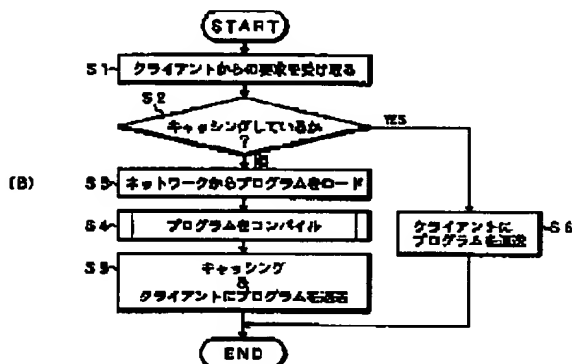 START
S1 クライアントからの要求を受け取る
S2
キャッシングしているか
?
YES
NO
(B)
S3 ネットワークからプログラムをロード
S4 プログラムをコンパイル
S5 キャッシング
&
クライアントにプログラムを返送
クライアントに
プログラムを返送
S6
END